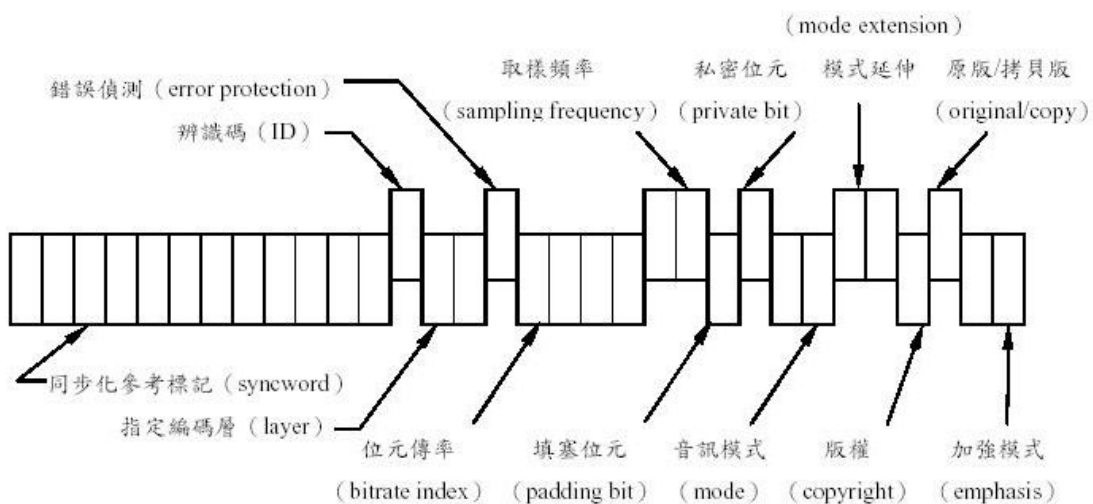 (mode extension)
取樣頻率 私密位元 模式延伸 原版/拷貝版
錯誤偵測(error protection)
(sampling frequency) (private bit) (original/copy)
辨識碼(ID)
同步化參考標記(syncword)
指定編碼層(layer)
位元傳率 填塞位元 音訊模式 版權 加強模式
(bitrate index) (padding bit) (mode) (copyright) (emphasis)